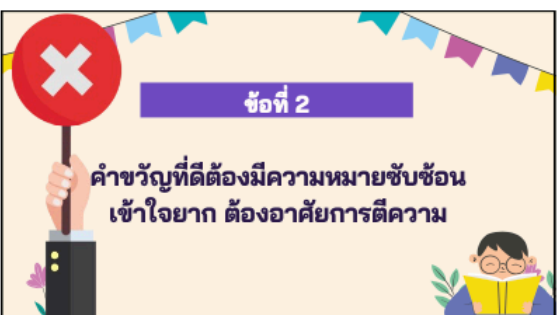 ข้อที่ 2
คำขวัญที่ดีต้องมีความหมายซับซ้อน
เข้าใจยาก ต้องอาศัยการตีความ